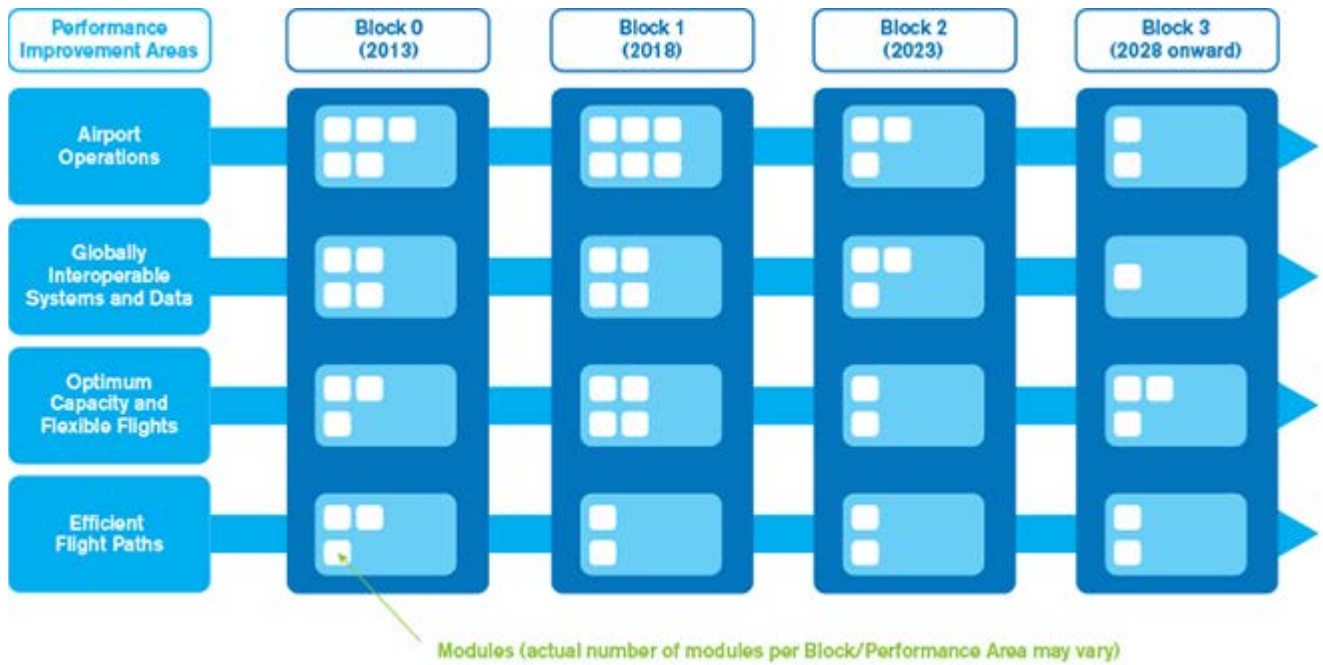 Performance
Improvement Areas
Block 0
(2013)
Block 1
(2018)
Block 2
(2023)
Block 3
(2028 onward)
Airport
Operations
Globally
Interoperable
Systems and Data
Optimum
Capacity and
Flexible Flights
Efficient
Flight Paths
Modules (actual number of modules per Block/Performance Area may vary)